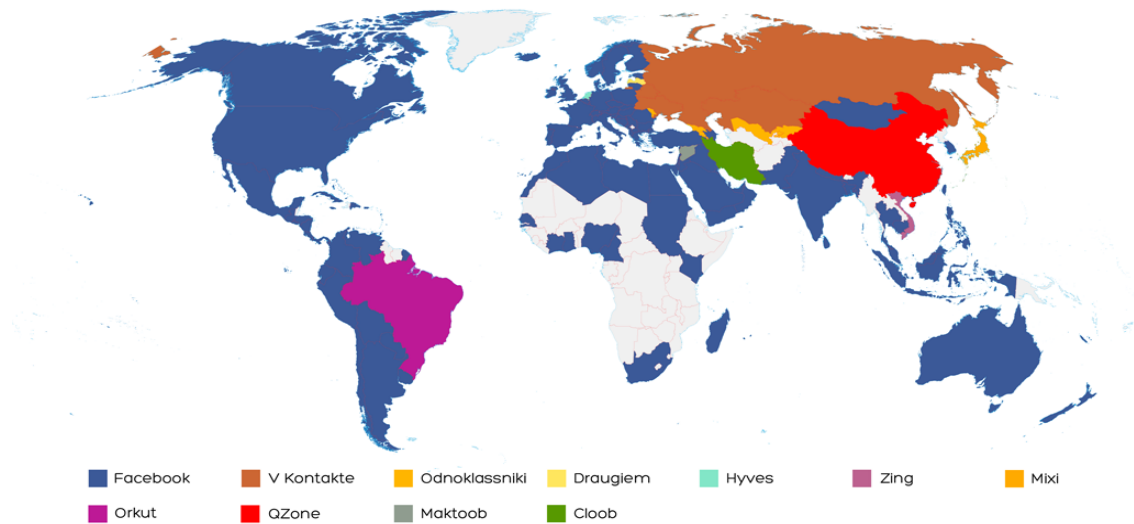 Facebook V Kontakte Odnoklassniki Draugiem Hyves Zing Mixi
Orkut QZone Maktoob Cloob